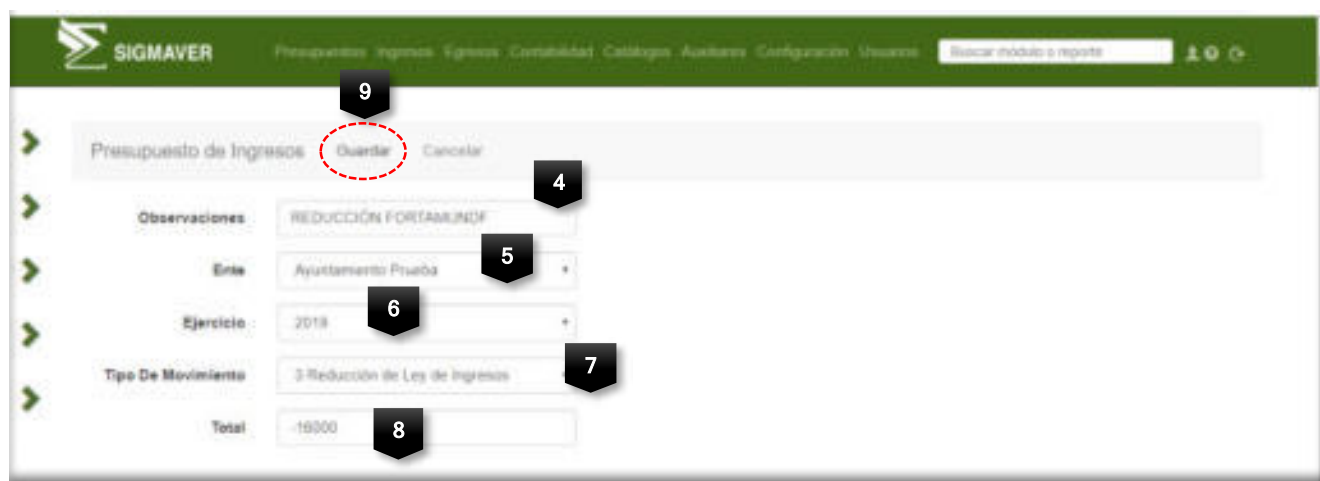 SIGMAVER Presupuestos Ingresos Egresos Contabilidad Catálogos Auxiliares Configuración Usuarios Buscar módulo o reporte
9
Presupuesto de Ingresos Guardar Cancelar
4
Observaciones REDUCCIÓN FORTAMUNDF
5
Ente Ayuntamiento Prueba
6
Ejercicio 2019
7
Tipo De Movimiento 3 Reducción de Ley de Ingresos
8
Total -16000